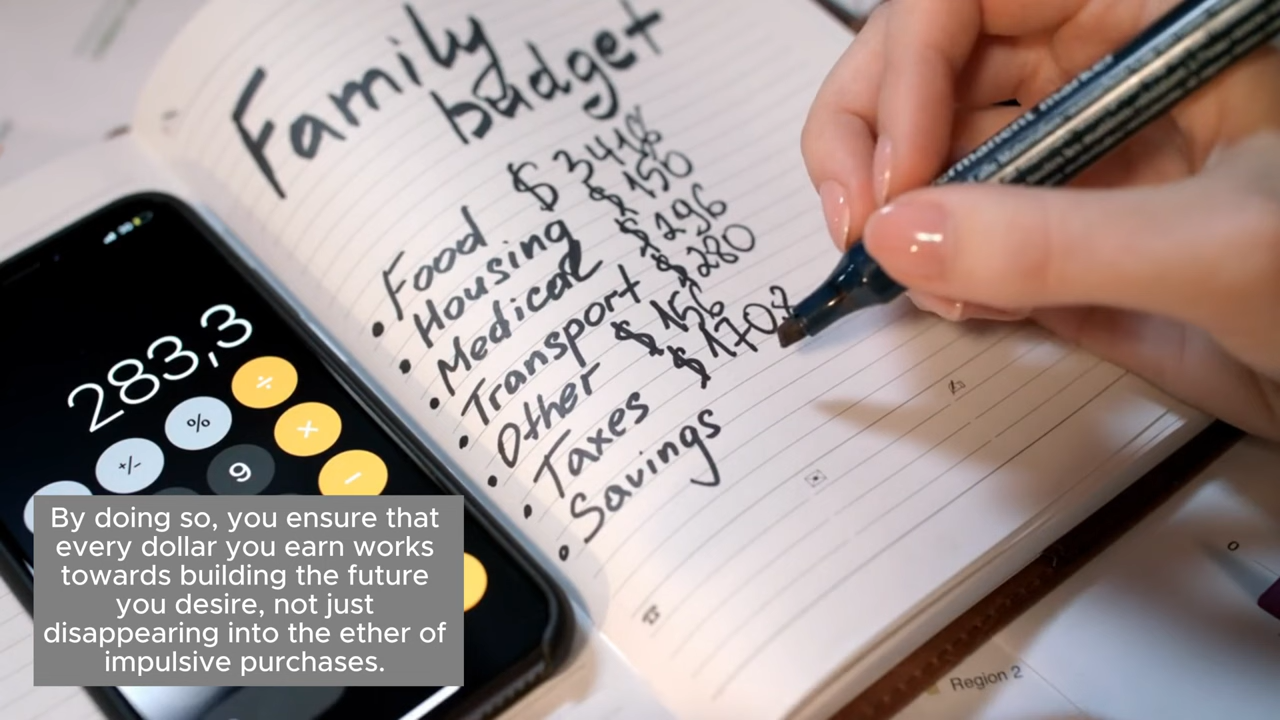 Family
budget
• Food $ 3418
• Housing $ 150
• Medical $ 296
• Transport $ 280
• Other $ 156
• Taxes $ 1707
• Savings
283,3
÷
% ×
+/- 9 −
By doing so, you ensure that
every dollar you earn works
towards building the future
you desire, not just
disappearing into the ether of
impulsive purchases.
Region 2